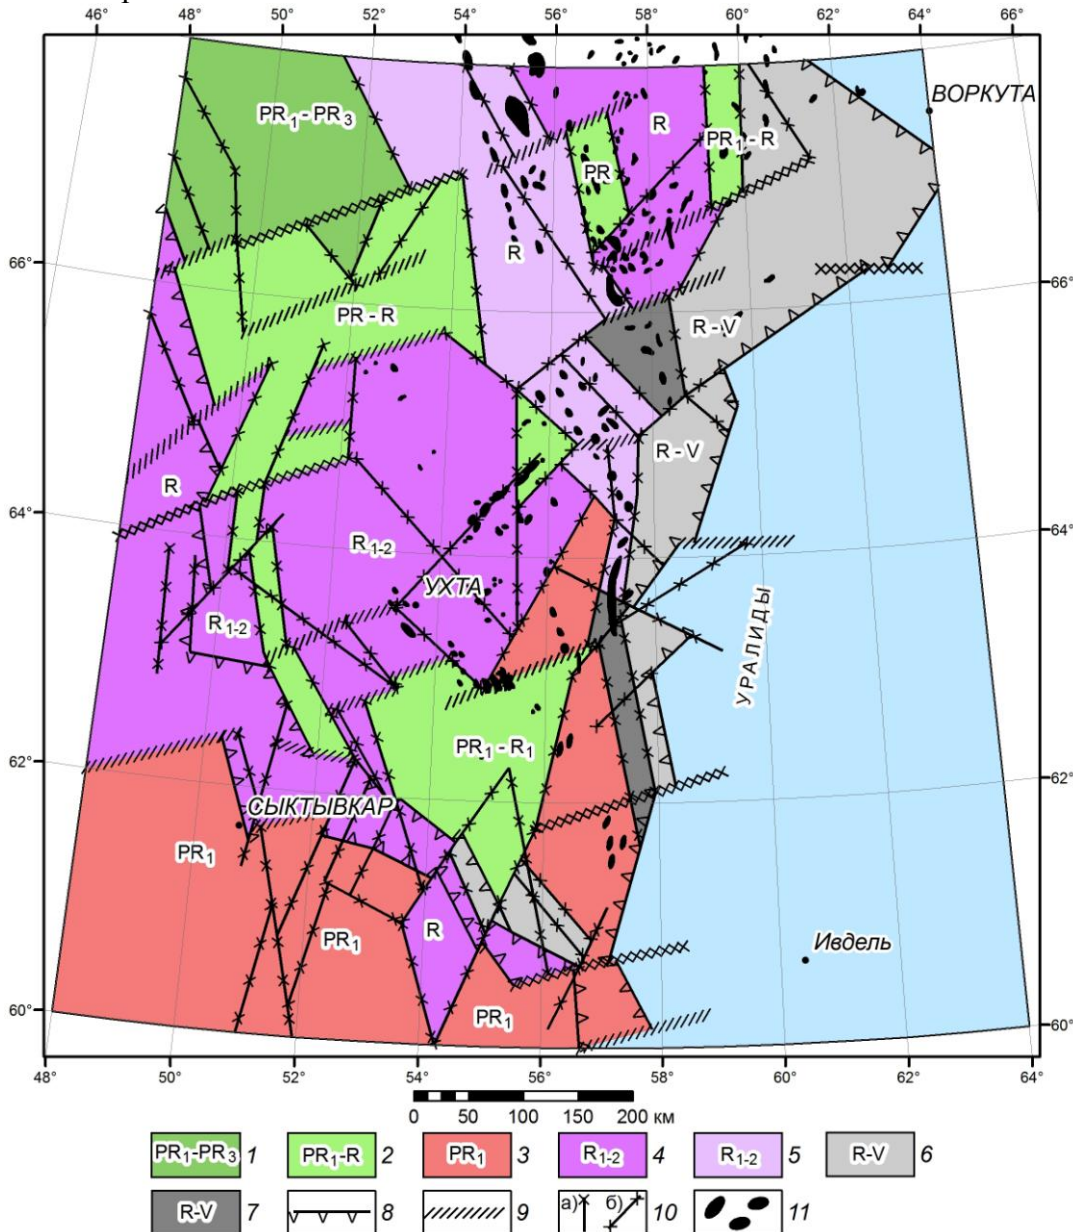 46° 48° 50° 52° 54° 56° 58° 60° 62° 64° 66°
ВОРКУТА
PR₁-PR₃
R
PR₁-R
PR
66°
R
66°
PR-R
R-V
R-V
R
64°
64°
R₁₋₂
УХТА
R₁₋₂
УРАЛИДЫ
PR₁-R₁
62°
62°
СЫКТЫВКАР
PR₁
PR₁
R
Ивдель
PR₁
60°
60°
48° 50° 52° 54° 56° 58° 60° 62° 64°
0 50 100 150 200 км
PR₁-PR₃ 1 PR₁-R 2 PR₁ 3 R₁₋₂ 4 R₁₋₂ 5 R-V 6
R-V 7 8 9 а) б) 10 11